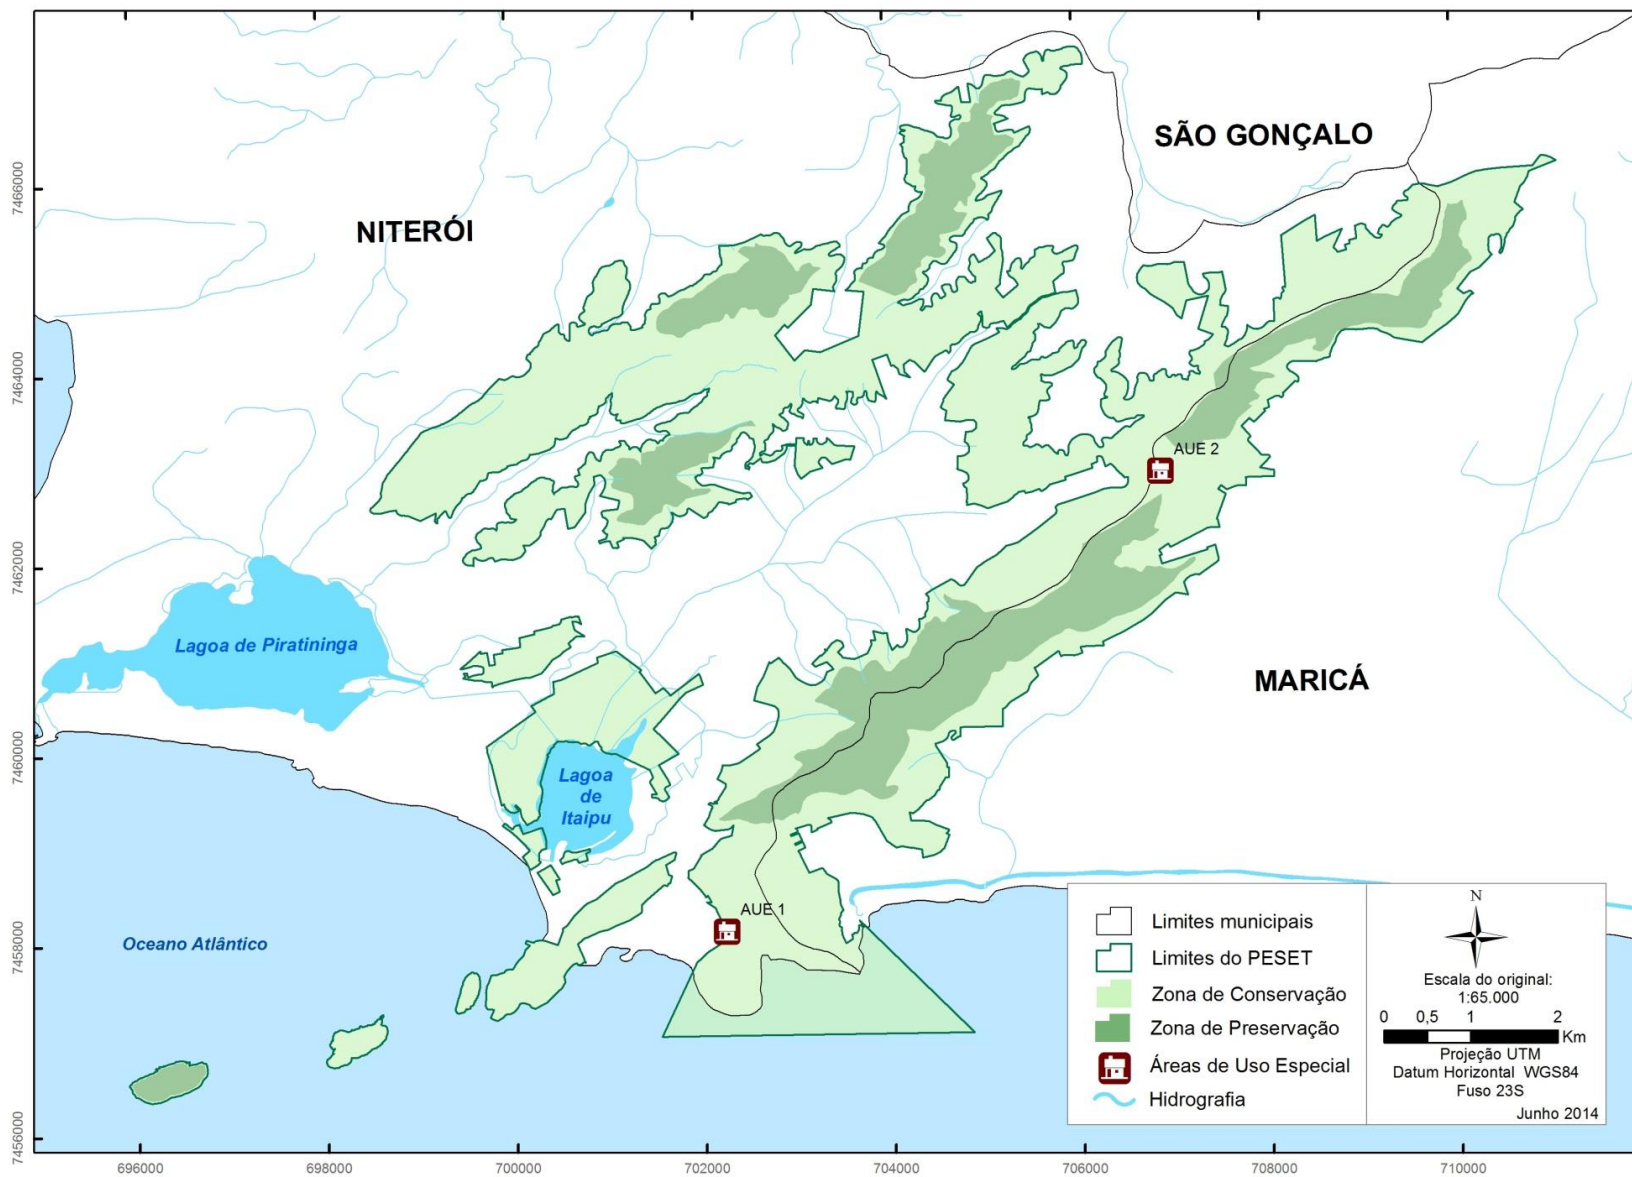 SÃO GONÇALO
NITERÓI
7466000
7464000
AUE 2
7462000
Lagoa de Piratininga
MARICÁ
7460000
Lagoa
de
Itaipu
AUE 1
Oceano Atlântico
7458000
7456000
Limites municipais
Limites do PESET
Zona de Conservação
Zona de Preservação
Áreas de Uso Especial
Hidrografia
N
Escala do original:
1:65.000
0 0,5 1 2
Km
Projeção UTM
Datum Horizontal WGS84
Fuso 23S
Junho 2014
696000 698000 700000 702000 704000 706000 708000 710000